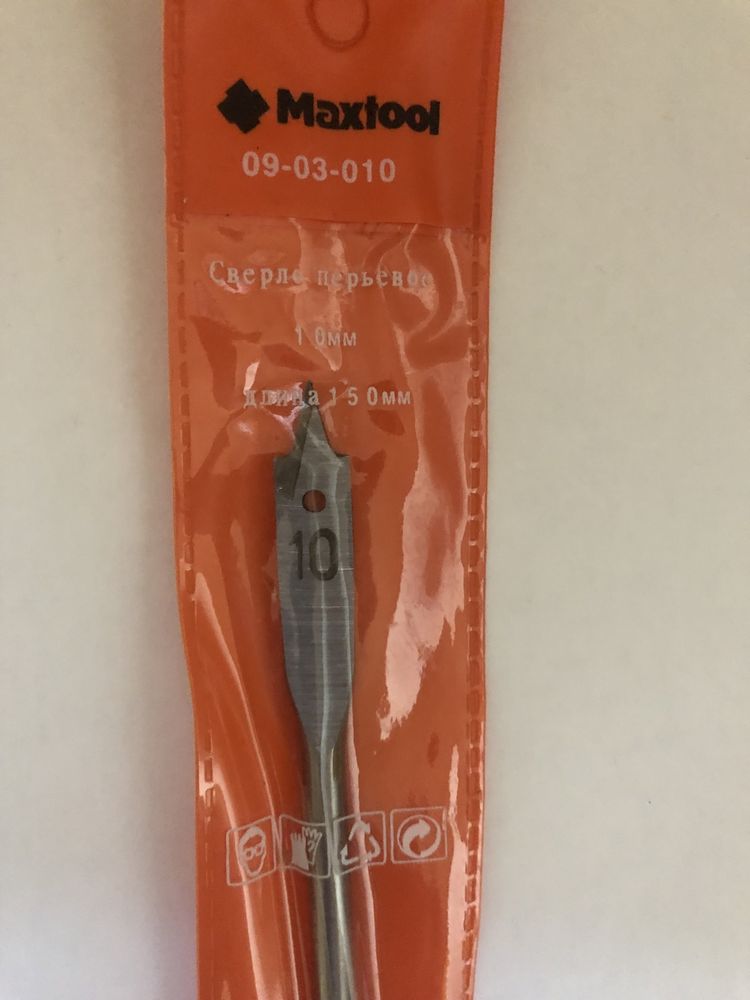 Maxtool
09-03-010
Сверло перьевое
10мм
длина 150мм
10